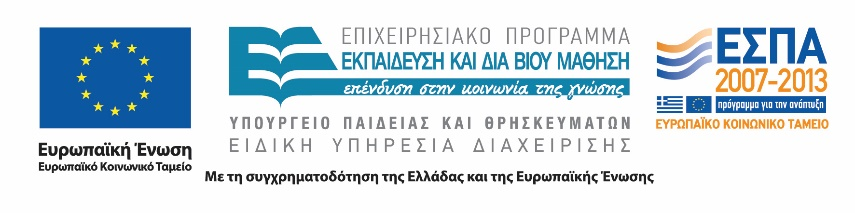 Ευρωπαϊκή Ένωση
Ευρωπαϊκό Κοινωνικό Ταμείο
ΕΠΙΧΕΙΡΗΣΙΑΚΟ ΠΡΟΓΡΑΜΜΑ
ΕΚΠΑΙΔΕΥΣΗ ΚΑΙ ΔΙΑ ΒΙΟΥ ΜΑΘΗΣΗ
επένδυση στην κοινωνία της γνώσης
ΥΠΟΥΡΓΕΙΟ ΠΑΙΔΕΙΑΣ ΚΑΙ ΘΡΗΣΚΕΥΜΑΤΩΝ
ΕΙΔΙΚΗ ΥΠΗΡΕΣΙΑ ΔΙΑΧΕΙΡΙΣΗΣ
ΕΣΠΑ
2007-2013
πρόγραμμα για την ανάπτυξη
ΕΥΡΩΠΑΪΚΟ ΚΟΙΝΩΝΙΚΟ ΤΑΜΕΙΟ
Με τη συγχρηματοδότηση της Ελλάδας και της Ευρωπαϊκής Ένωσης